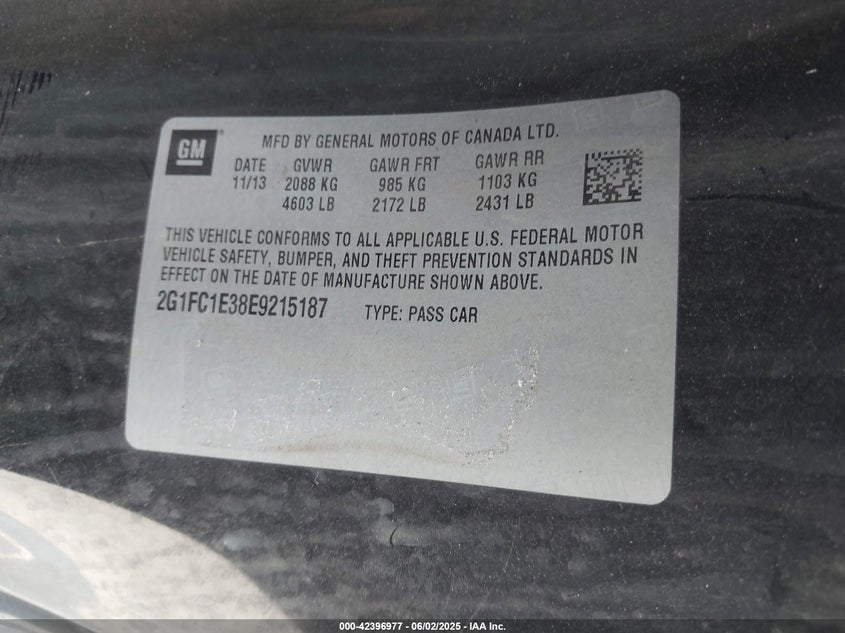 GM
MFD BY GENERAL MOTORS OF CANADA LTD.
DATE GVWR GAWR FRT GAWR RR
11/13 2088 KG 985 KG 1103 KG
4603 LB 2172 LB 2431 LB
THIS VEHICLE CONFORMS TO ALL APPLICABLE U.S. FEDERAL MOTOR
VEHICLE SAFETY, BUMPER, AND THEFT PREVENTION STANDARDS IN
EFFECT ON THE DATE OF MANUFACTURE SHOWN ABOVE.
2G1FC1E38E9215187 TYPE: PASS CAR
000-42396977 - 06/02/2025 - IAA Inc.